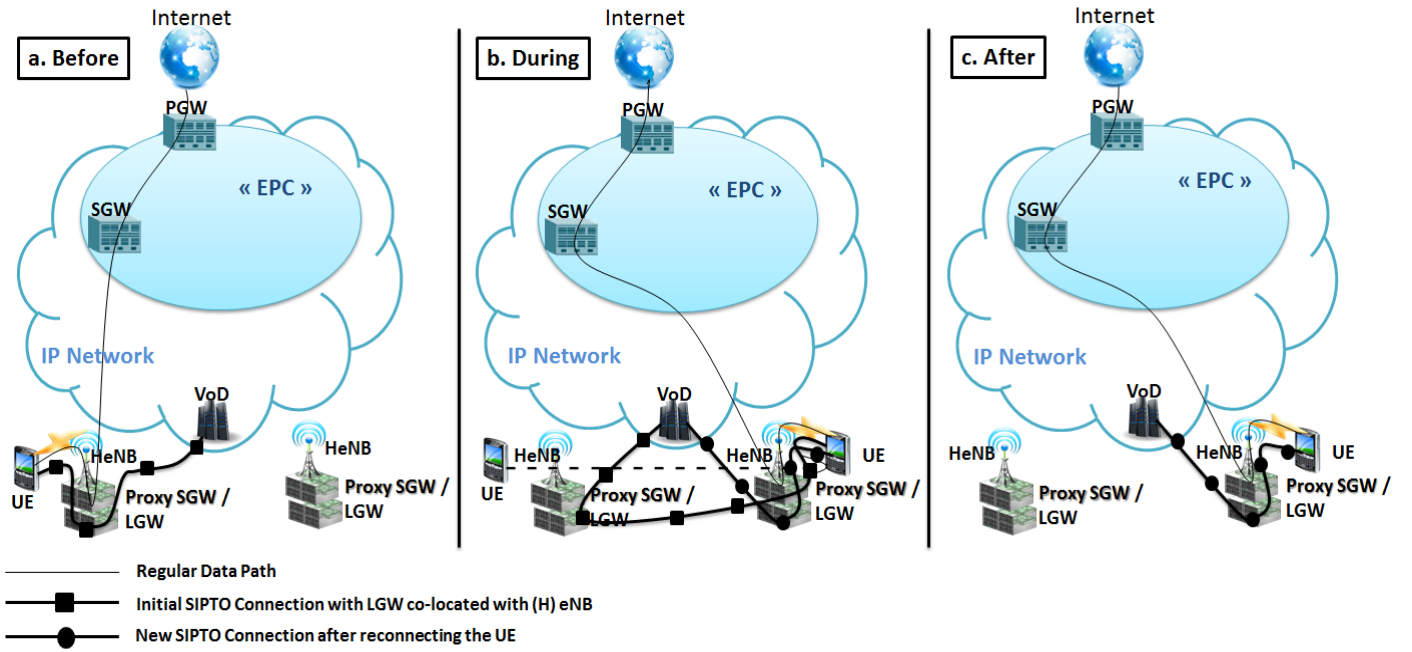 Internet
a. Before
PGW
« EPC »
SGW
IP Network
VoD
HeNB
HeNB
UE
Proxy SGW /
LGW
Proxy SGW /
LGW
Internet
b. During
PGW
« EPC »
SGW
IP Network
VoD
HeNB
HeNB
UE
UE
Proxy SGW /
LGW
Proxy SGW /
LGW
Internet
c. After
PGW
« EPC »
SGW
IP Network
VoD
HeNB
HeNB
UE
Proxy SGW /
LGW
Proxy SGW /
LGW
Regular Data Path
Initial SIPTO Connection with LGW co-located with (H) eNB
New SIPTO Connection after reconnecting the UE